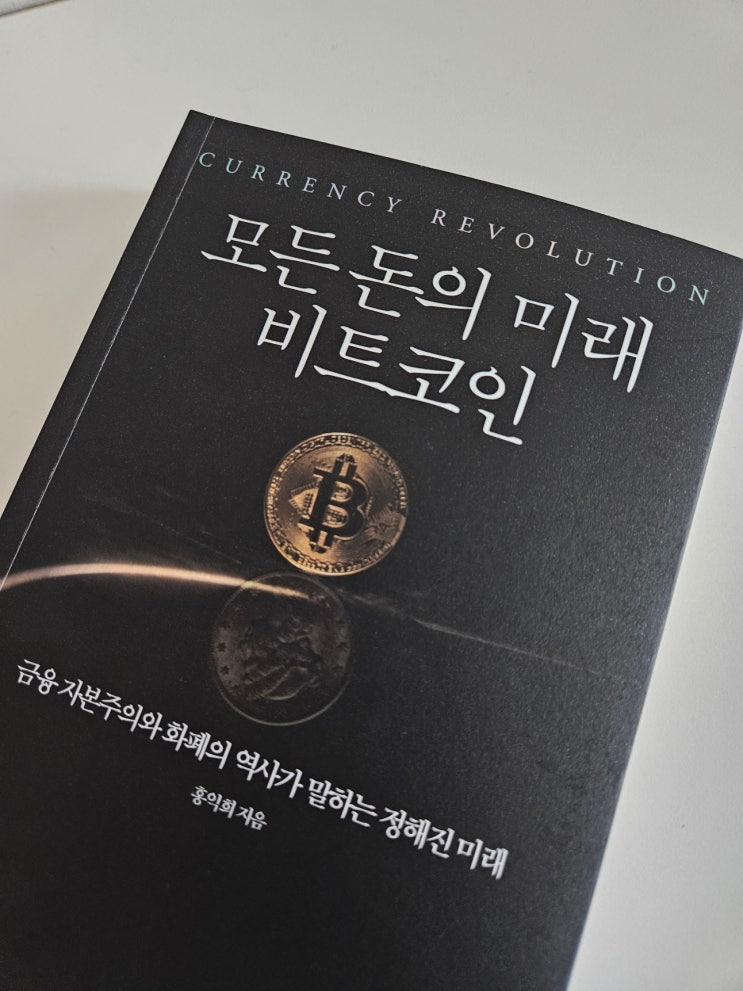 CURRENCY REVOLUTION
모든 돈의 미래
비트코인
금융 자본주의와 화폐의 역사가 말하는 정해진 미래
홍익희 지음